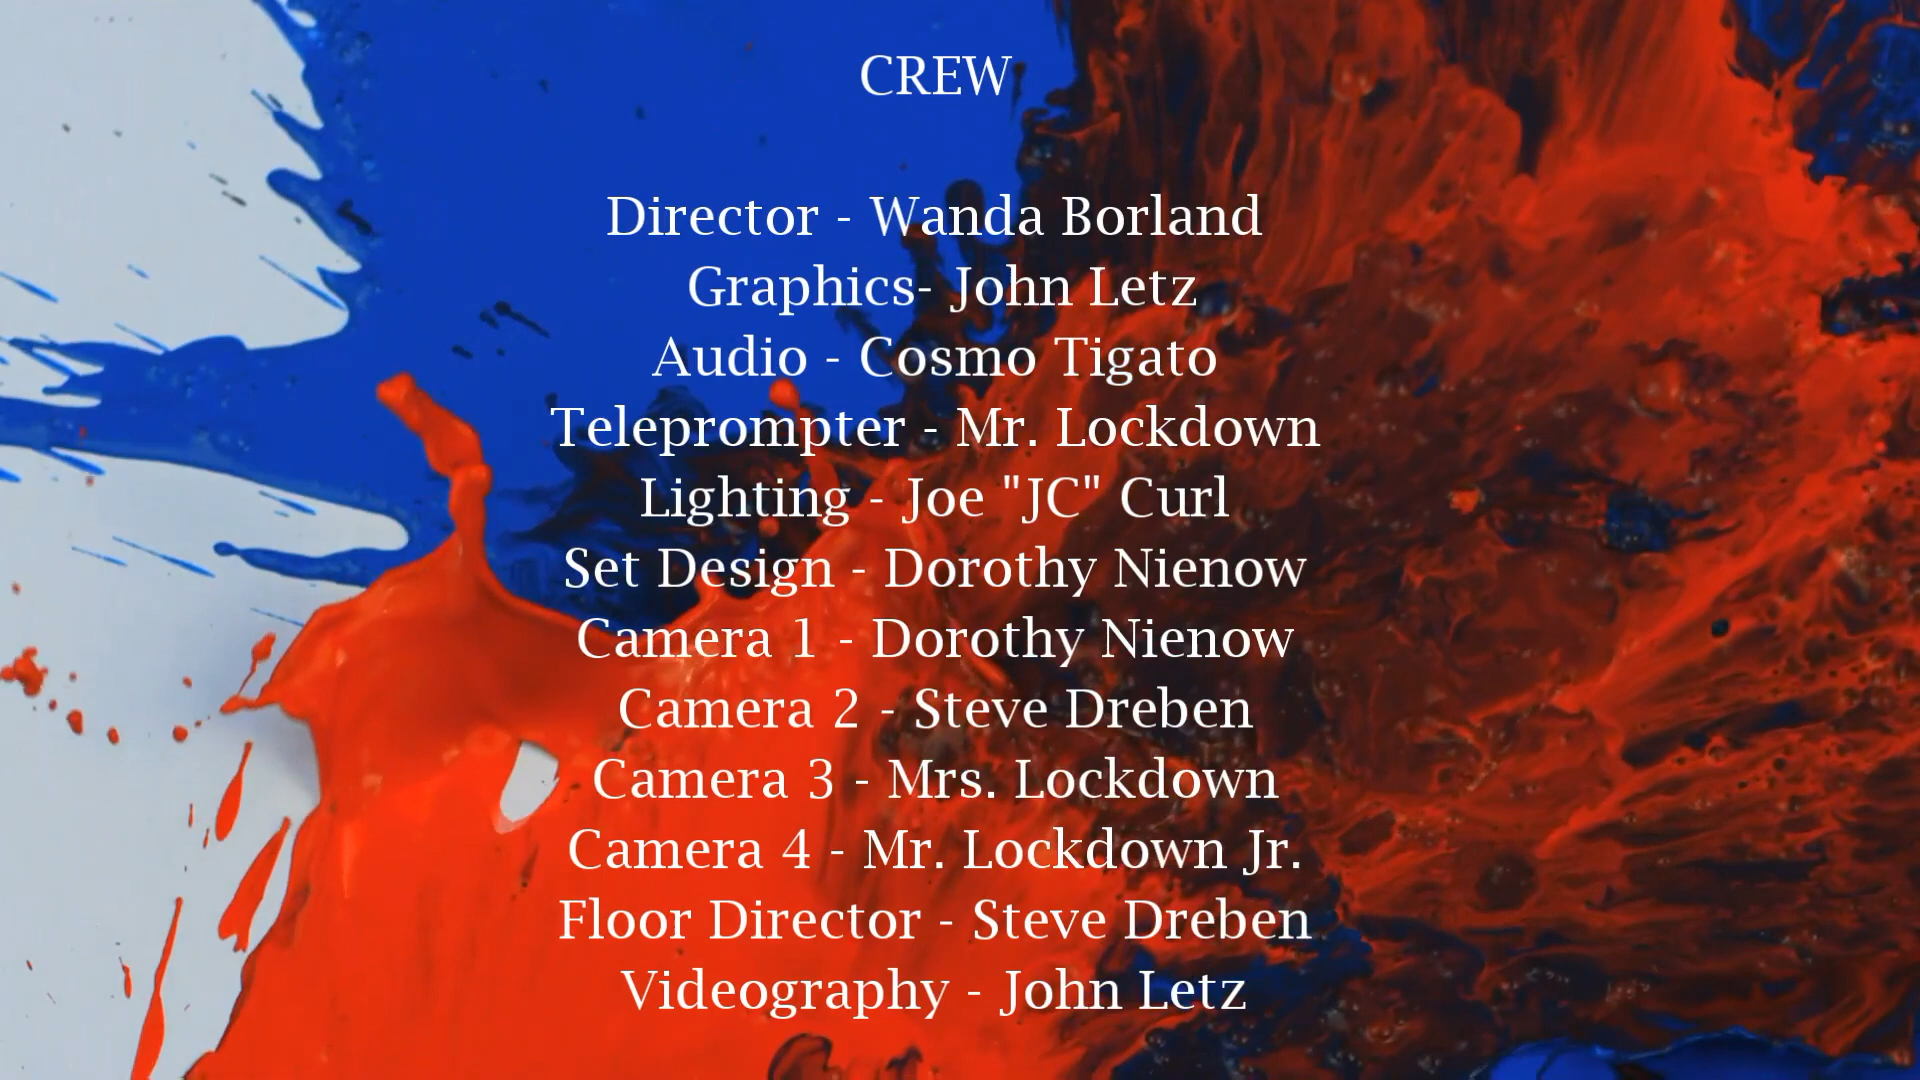 CREW
Director - Wanda Borland
Graphics- John Letz
Audio - Cosmo Tigato
Teleprompter - Mr. Lockdown
Lighting - Joe "JC" Curl
Set Design - Dorothy Nienow
Camera 1 - Dorothy Nienow
Camera 2 - Steve Dreben
Camera 3 - Mrs. Lockdown
Camera 4 - Mr. Lockdown Jr.
Floor Director - Steve Dreben
Videography - John Letz